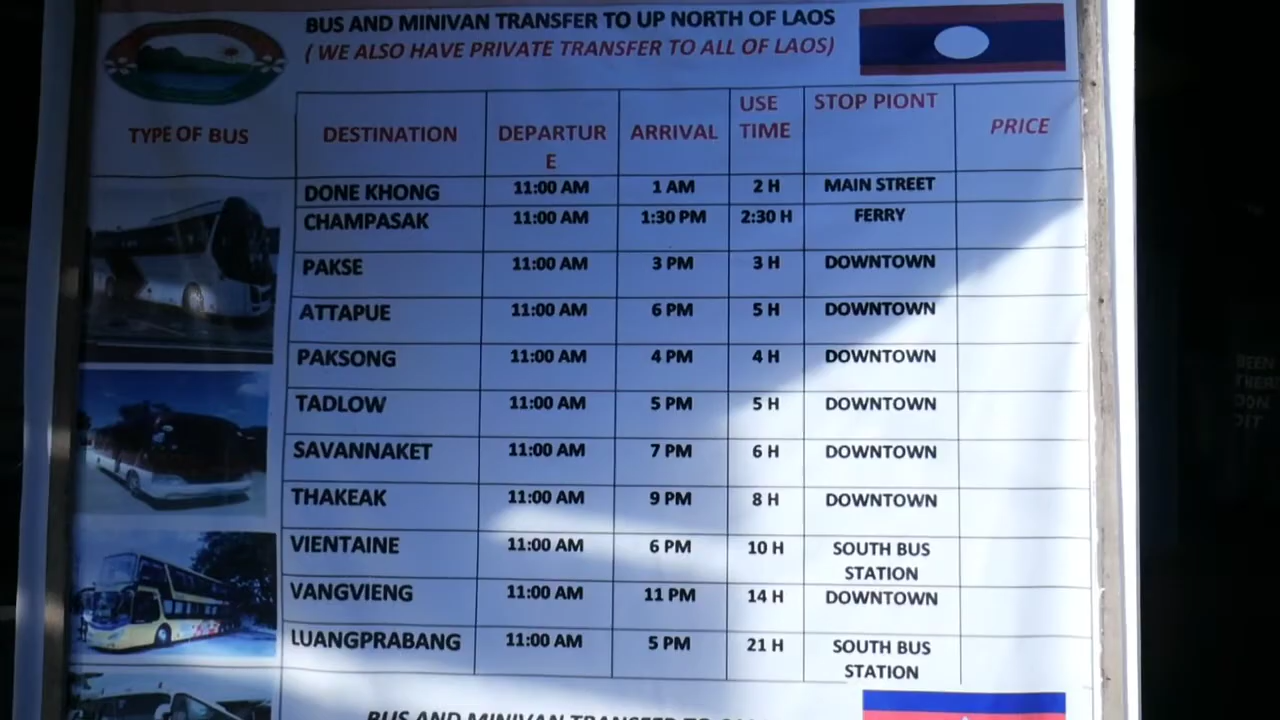 BUS AND MINIVAN TRANSFER TO UP NORTH OF LAOS
( WE ALSO HAVE PRIVATE TRANSFER TO ALL OF LAOS)
TYPE OF BUS DESTINATION DEPARTURE ARRIVAL USE TIME STOP PIONT PRICE
DONE KHONG 11:00 AM 1 AM 2 H MAIN STREET
CHAMPASAK 11:00 AM 1:30 PM 2:30 H FERRY
PAKSE 11:00 AM 3 PM 3 H DOWNTOWN
ATTAPUE 11:00 AM 6 PM 5 H DOWNTOWN
PAKSONG 11:00 AM 4 PM 4 H DOWNTOWN
TADLOW 11:00 AM 5 PM 5 H DOWNTOWN
SAVANNAKET 11:00 AM 7 PM 6 H DOWNTOWN
THAKEAK 11:00 AM 9 PM 8 H DOWNTOWN
VIENTAINE 11:00 AM 6 PM 10 H SOUTH BUS STATION
VANGVIENG 11:00 AM 11 PM 14 H DOWNTOWN
LUANGPRABANG 11:00 AM 5 PM 21 H SOUTH BUS STATION
BUS AND MINIVAN TRANSFER TO